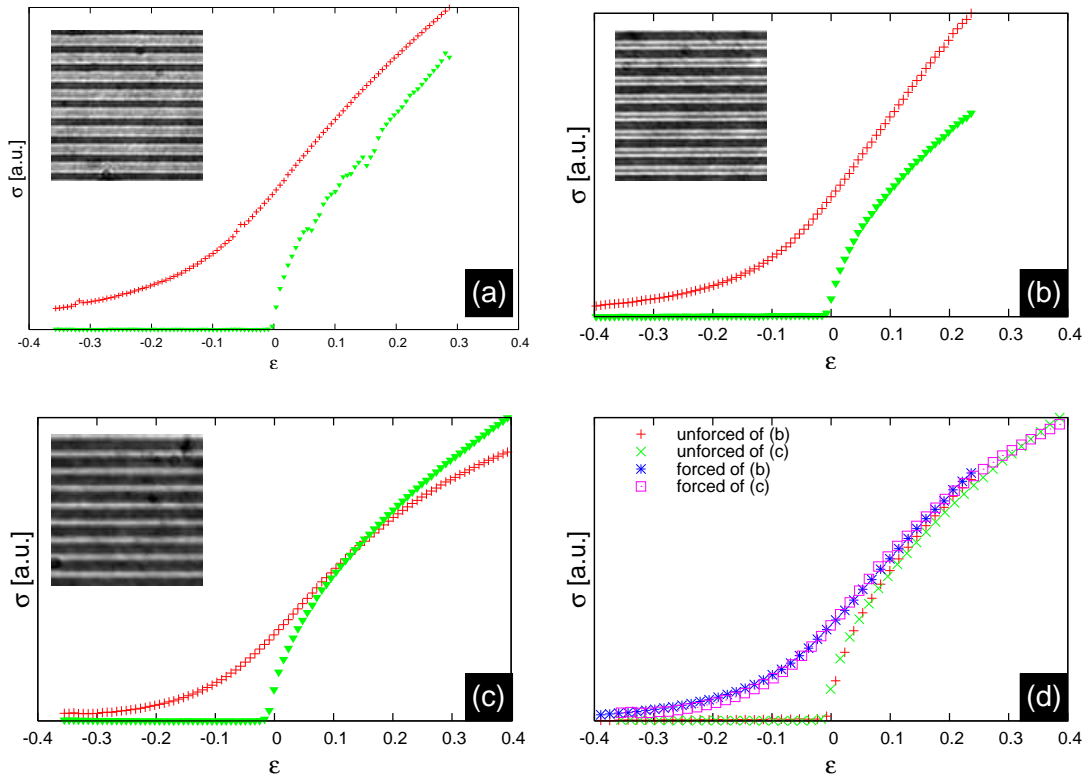 σ [a.u.]
(a)
-0.4 -0.3 -0.2 -0.1 0 0.1 0.2 0.3 0.4
ε
σ [a.u.]
(b)
-0.4 -0.3 -0.2 -0.1 0 0.1 0.2 0.3 0.4
ε
σ [a.u.]
(c)
-0.4 -0.3 -0.2 -0.1 0 0.1 0.2 0.3 0.4
ε
unforced of (b)
unforced of (c)
forced of (b)
forced of (c)
σ [a.u.]
(d)
-0.4 -0.3 -0.2 -0.1 0 0.1 0.2 0.3 0.4
ε